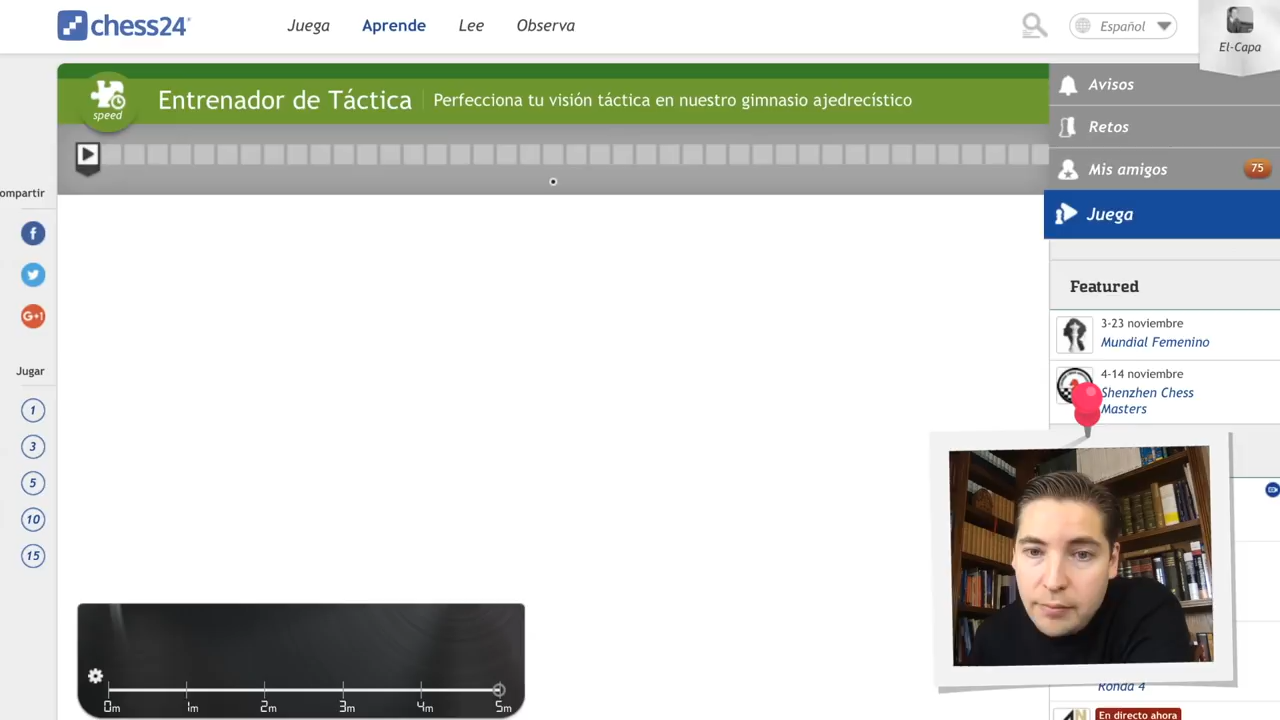 chess24
Juega
Aprende
Lee
Observa
Español
El-Capa
speed
Entrenador de Táctica
Perfecciona tu visión táctica en nuestro gimnasio ajedrecístico
Avisos
Retos
Mis amigos
75
Juega
ompartir
f
G+1
Jugar
1
3
5
10
15
Featured
3-23 noviembre
Mundial Femenino
4-14 noviembre
Shenzhen Chess
Masters
0m
1m
2m
3m
4m
5m
Ronda 4
En directo ahora